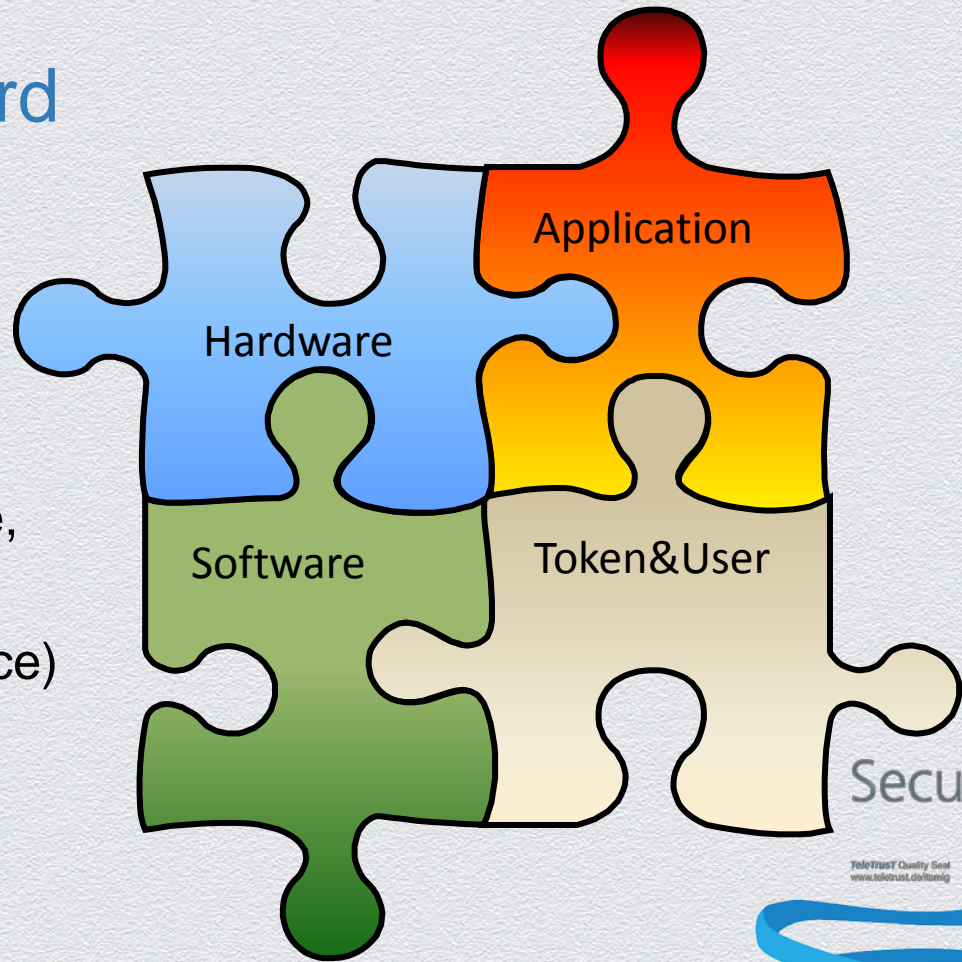 rd
Application
Hardware
e,
Software
Token&User
ce)
Secu
TeleTrusT Quality Seal
www.teletrust.de/itsmig